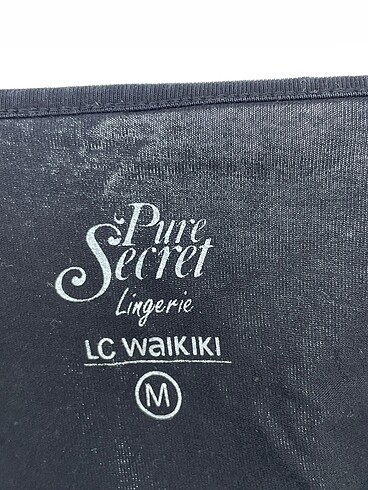 Pure
Secret
Lingerie
LC WAIKIKI
M